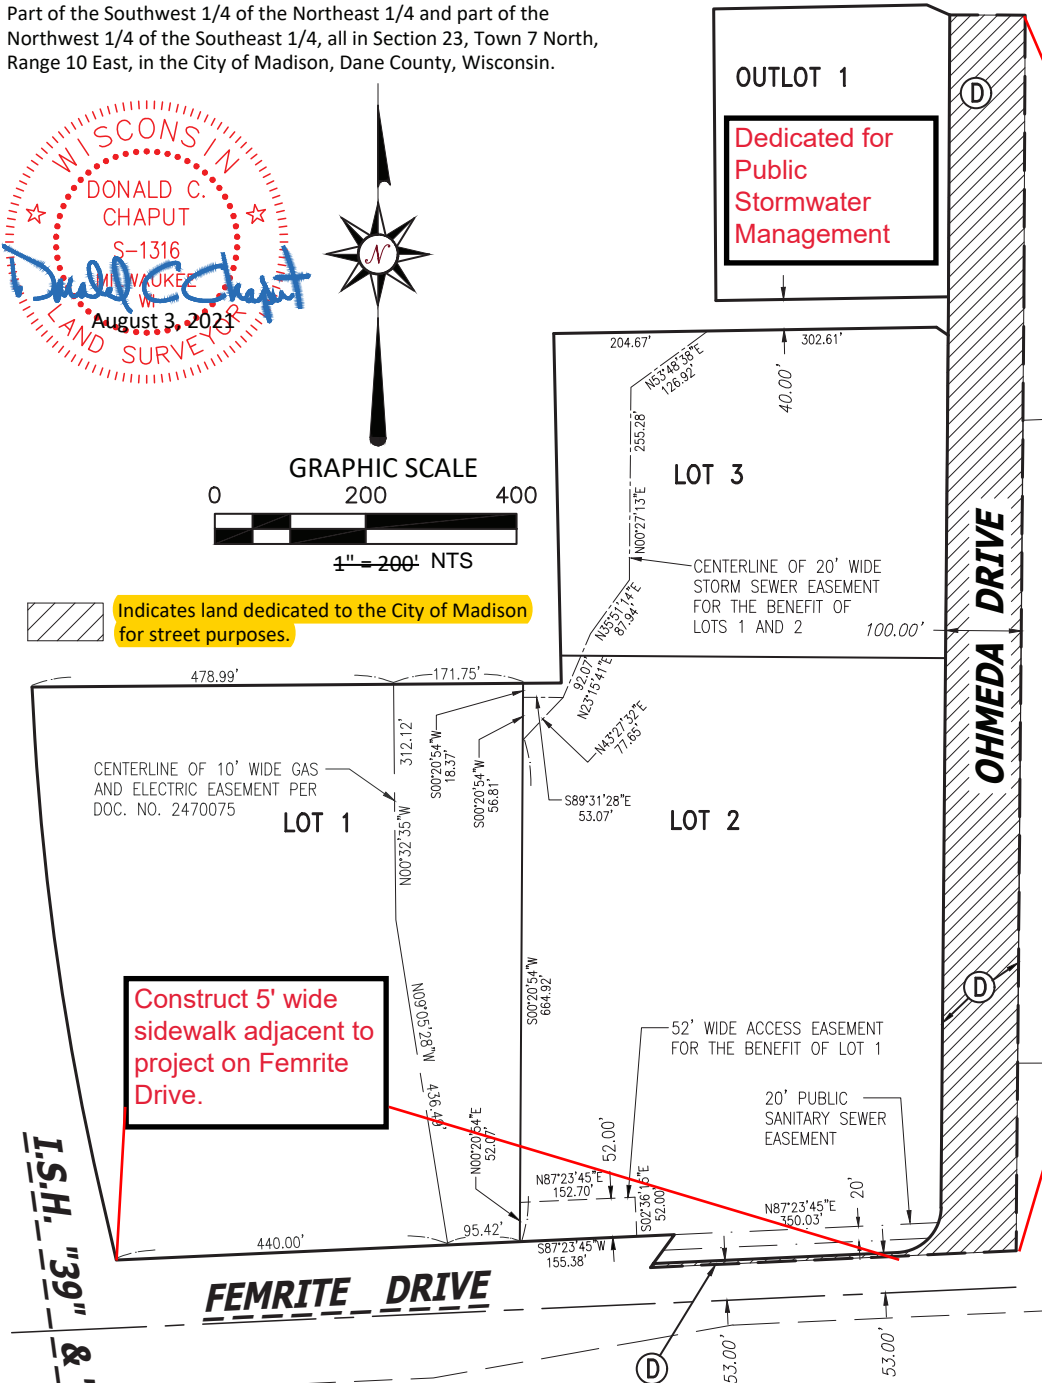 Part of the Southwest 1/4 of the Northeast 1/4 and part of the
Northwest 1/4 of the Southeast 1/4, all in Section 23, Town 7 North,
Range 10 East, in the City of Madison, Dane County, Wisconsin.
WISCONSIN
DONALD C.
CHAPUT
S-1316
MILWAUKEE
WI
LAND SURVEYOR
Donald C Chaput
August 3, 2021
N
GRAPHIC SCALE
0 200 400
1" = 200' NTS
Indicates land dedicated to the City of Madison
for street purposes.
OUTLOT 1
Dedicated for
Public
Stormwater
Management
D
204.67'
302.61'
N53°48'38"E
126.92'
40.00'
255.28'
N00°27'13"E
LOT 3
CENTERLINE OF 20' WIDE
STORM SEWER EASEMENT
FOR THE BENEFIT OF
LOTS 1 AND 2
N35°51'14"E
87.94'
100.00'
OHMEDA DRIVE
92.07'
N23°15'41"E
N43°27'32"E
77.65'
478.99'
171.75'
312.12'
S00°20'54"W
18.37'
S00°20'54"W
56.81'
S89°31'28"E
53.07'
CENTERLINE OF 10' WIDE GAS
AND ELECTRIC EASEMENT PER
DOC. NO. 2470075
LOT 1
N00°32'35"W
LOT 2
S00°20'54"W
664.92'
Construct 5' wide
sidewalk adjacent to
project on Femrite
Drive.
N09°05'28"W
436.49'
D
52' WIDE ACCESS EASEMENT
FOR THE BENEFIT OF LOT 1
20' PUBLIC
SANITARY SEWER
EASEMENT
N00°20'54"E
52.07'
52.00'
N87°23'45"E
152.70'
S02°36'15"E
52.00'
N87°23'45"E
350.03'
20'
440.00'
95.42'
S87°23'45"W
155.38'
I.S.H. "39" &
FEMRITE DRIVE
D
53.00'
53.00'